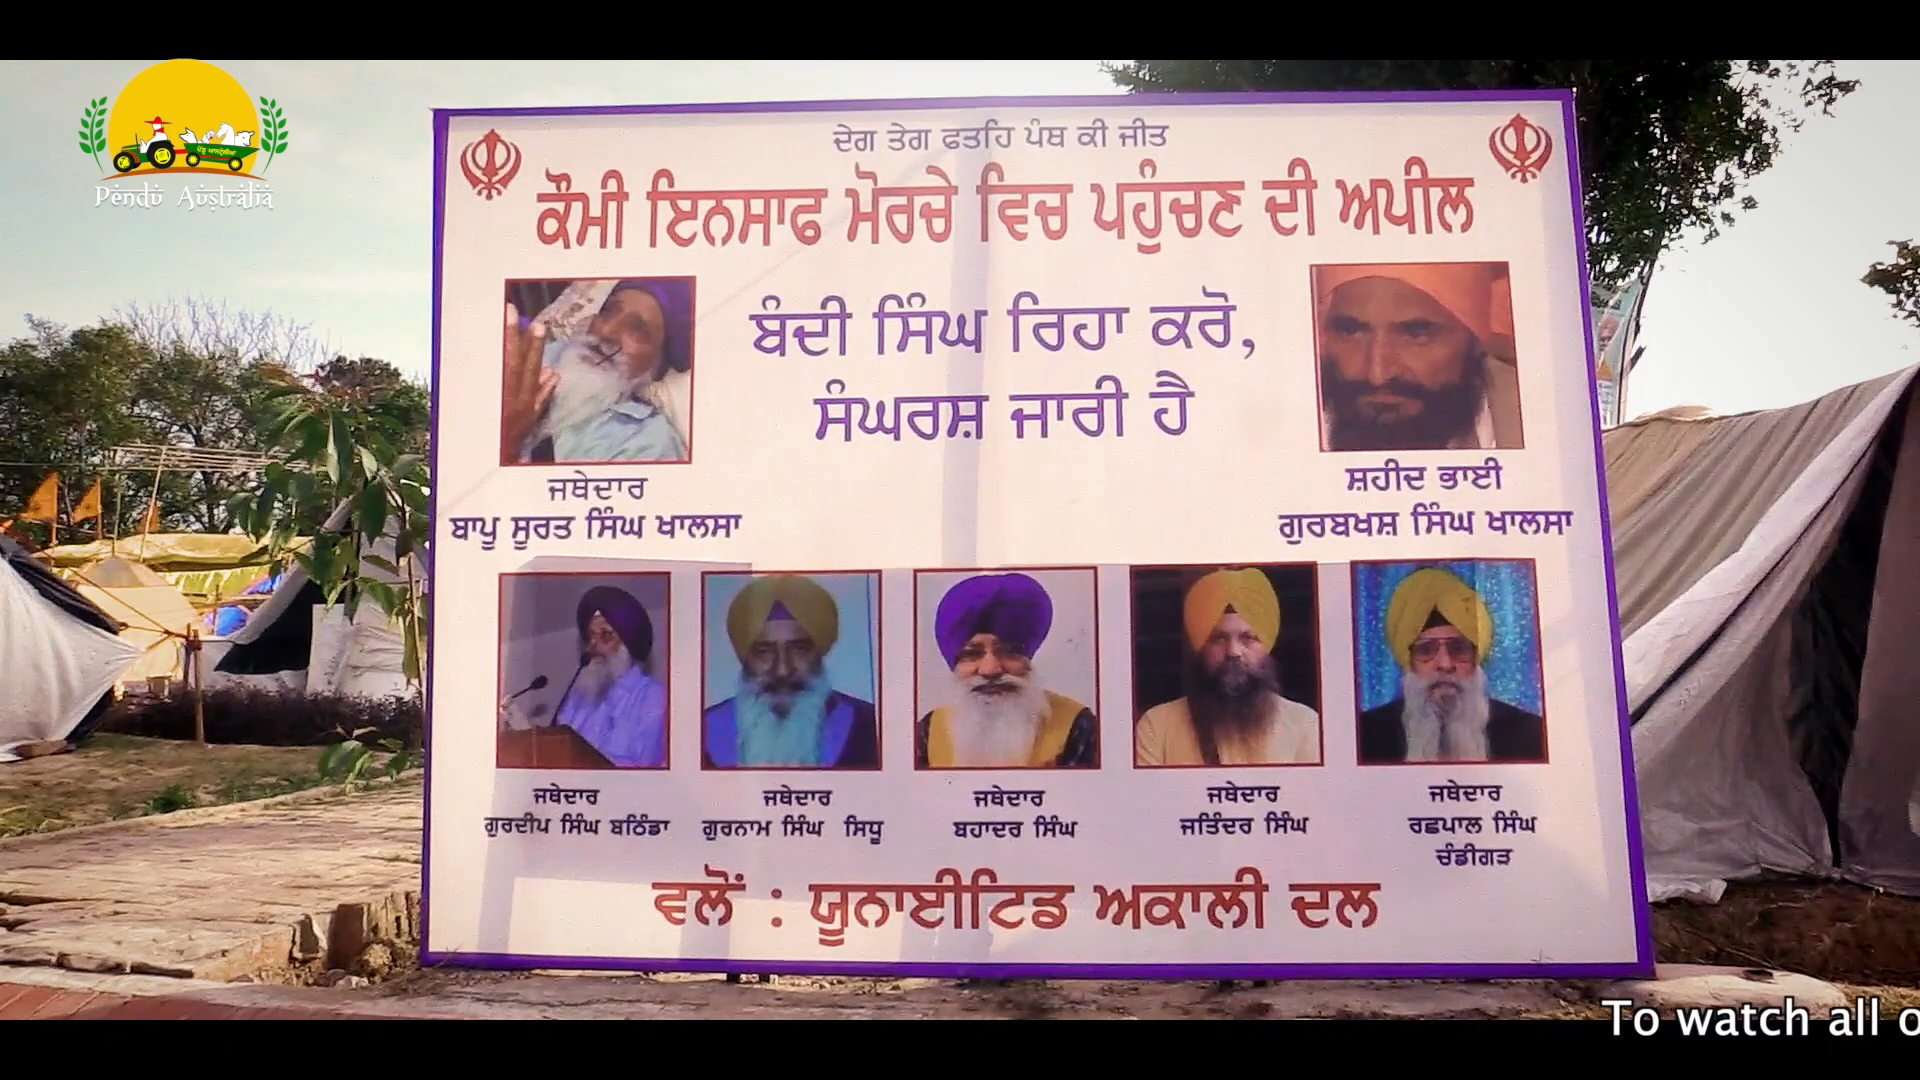 Pendu Australia
ਦੇਗ ਤੇਗ ਫਤਹਿ ਪੰਥ ਕੀ ਜੀਤ
ਕੌਮੀ ਇਨਸਾਫ ਮੋਰਚੇ ਵਿਚ ਪਹੁੰਚਣ ਦੀ ਅਪੀਲ
ਬੰਦੀ ਸਿੰਘ ਰਿਹਾ ਕਰੋ,
ਸੰਘਰਸ਼ ਜਾਰੀ ਹੈ
ਜਥੇਦਾਰ
ਬਾਪੂ ਸੂਰਤ ਸਿੰਘ ਖਾਲਸਾ
ਸ਼ਹੀਦ ਭਾਈ
ਗੁਰਬਖਸ਼ ਸਿੰਘ ਖਾਲਸਾ
ਜਥੇਦਾਰ
ਗੁਰਦੀਪ ਸਿੰਘ ਬਠਿੰਡਾ
ਜਥੇਦਾਰ
ਗੁਰਨਾਮ ਸਿੰਘ ਸਿਧੂ
ਜਥੇਦਾਰ
ਬਹਾਦਰ ਸਿੰਘ
ਜਥੇਦਾਰ
ਜਤਿੰਦਰ ਸਿੰਘ
ਜਥੇਦਾਰ
ਰਛਪਾਲ ਸਿੰਘ
ਚੰਡੀਗੜ
ਵਲੋਂ : ਯੂਨਾਈਟਿਡ ਅਕਾਲੀ ਦਲ
To watch all